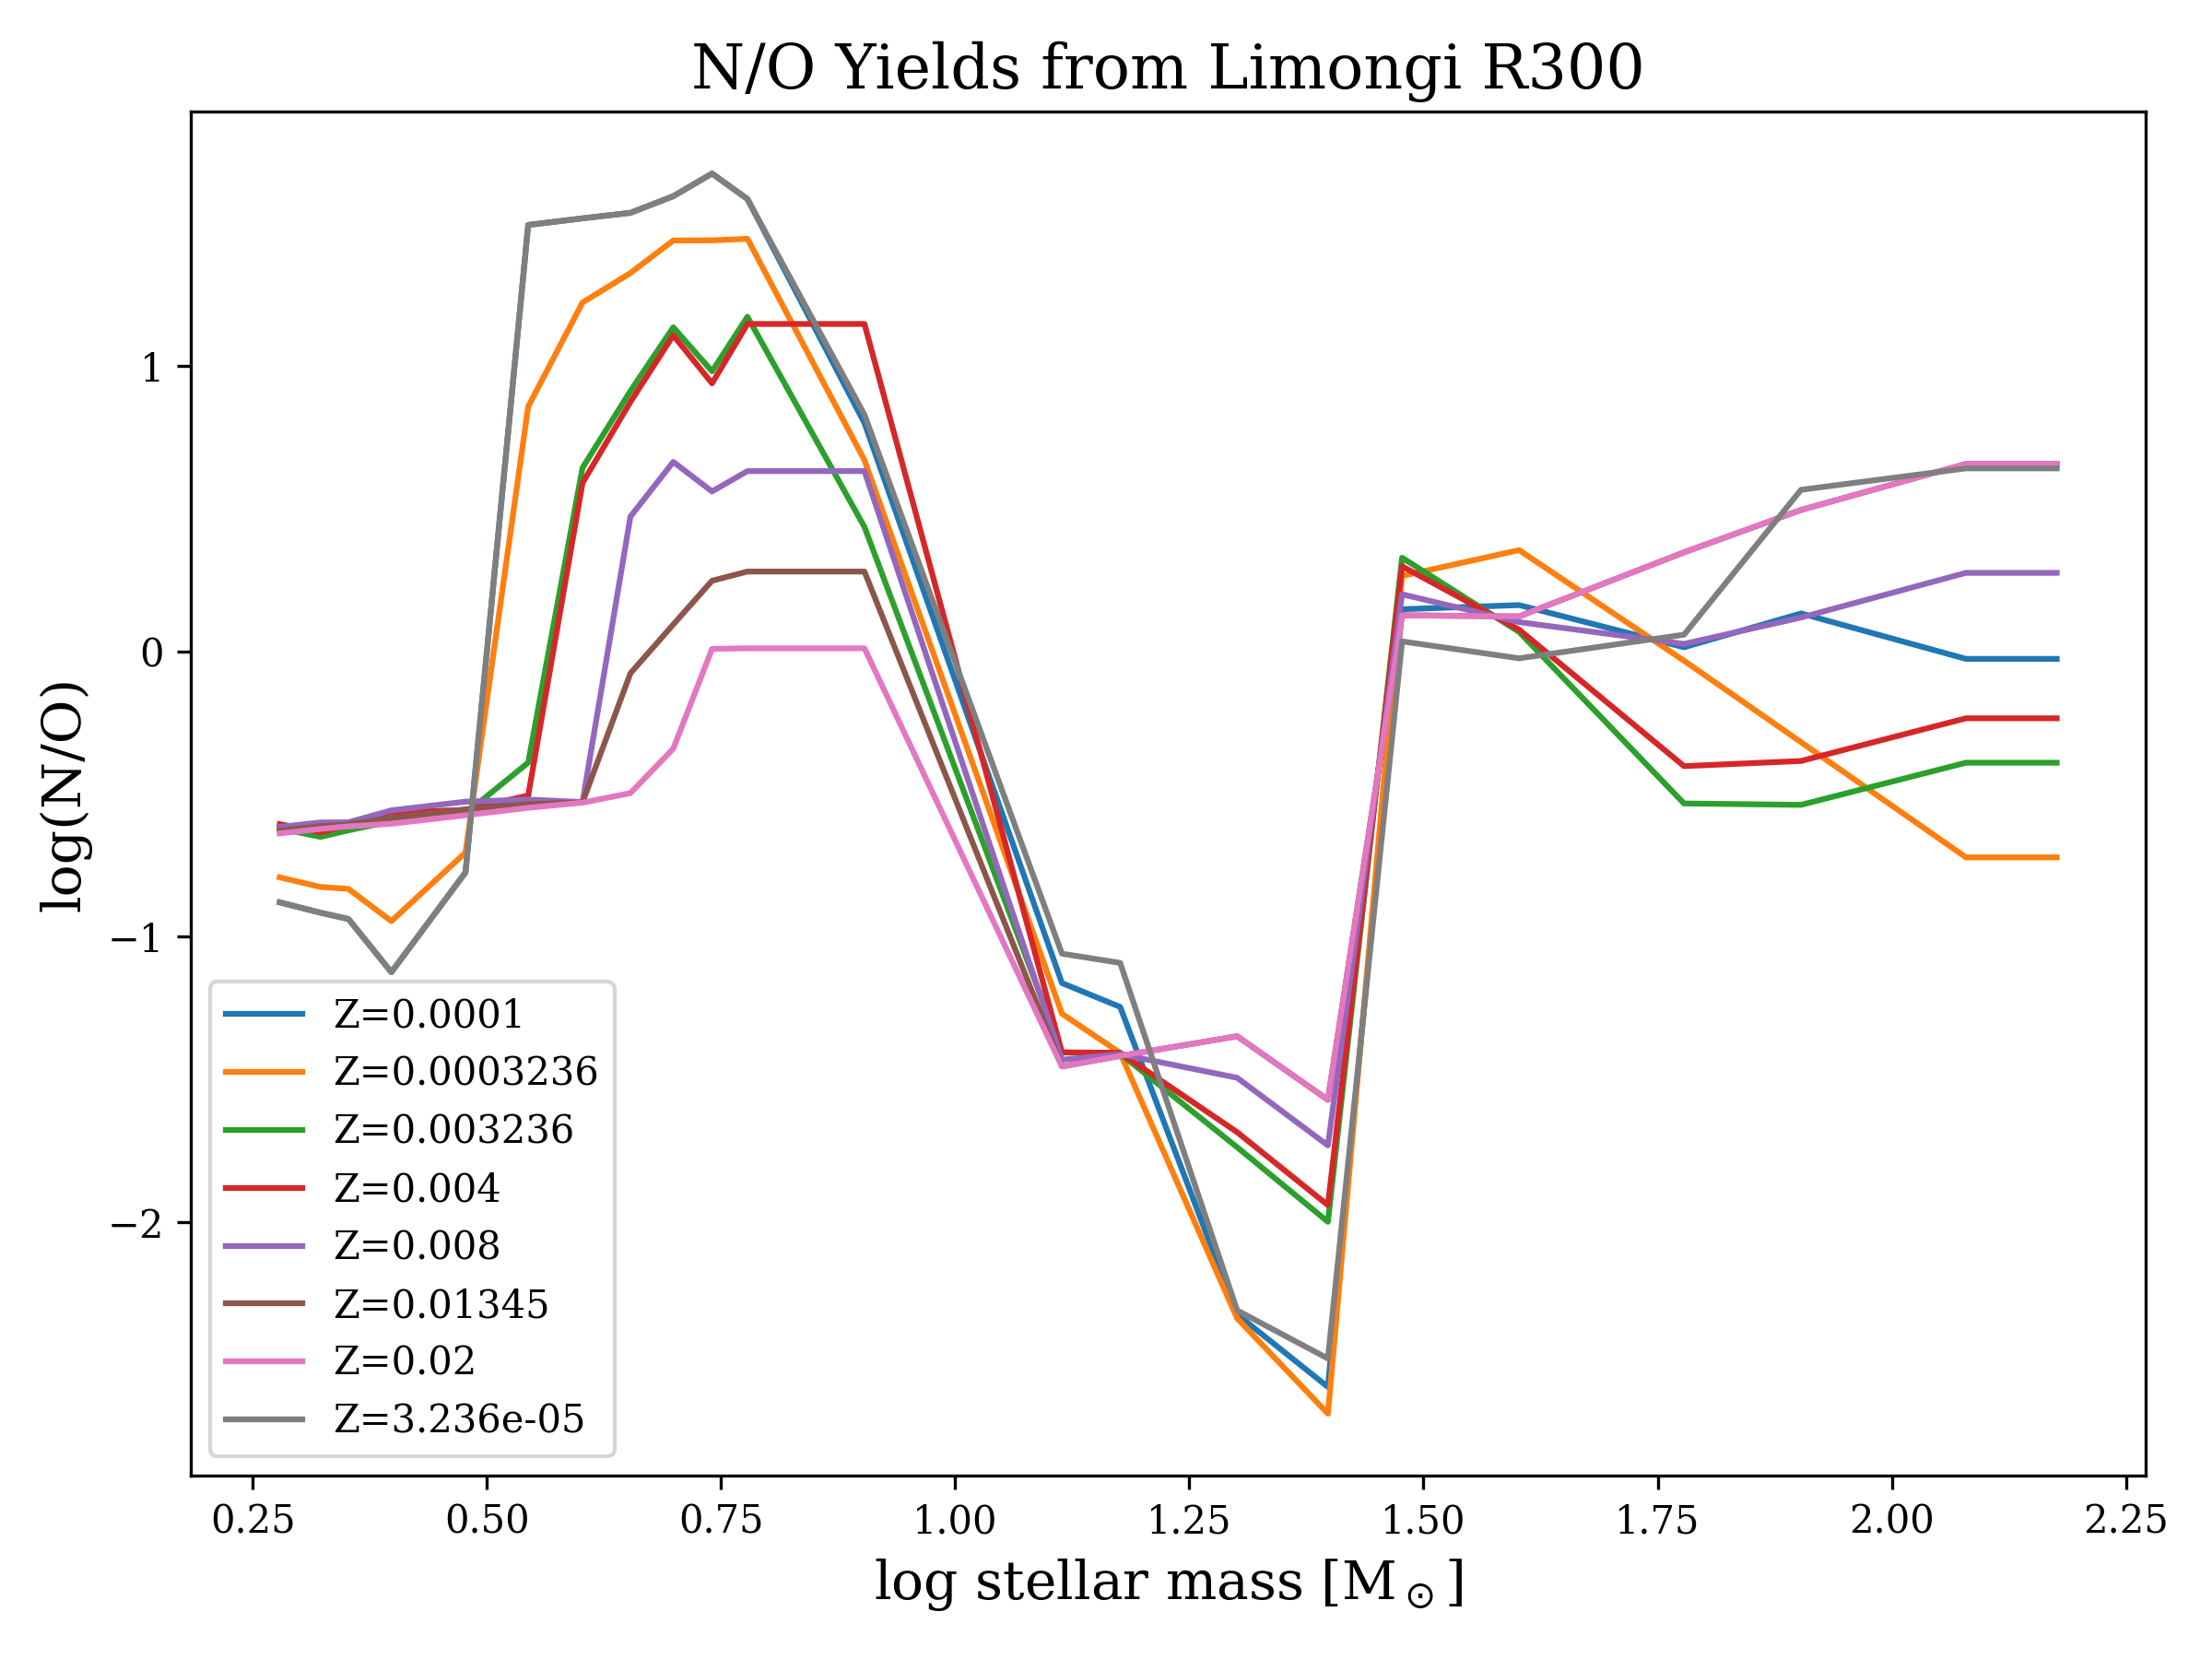 N/O Yields from Limongi R300
log(N/O)
1
0
−1
−2
Z=0.0001
Z=0.0003236
Z=0.003236
Z=0.004
Z=0.008
Z=0.01345
Z=0.02
Z=3.236e-05
0.25 0.50 0.75 1.00 1.25 1.50 1.75 2.00 2.25
log stellar mass [M⊙]